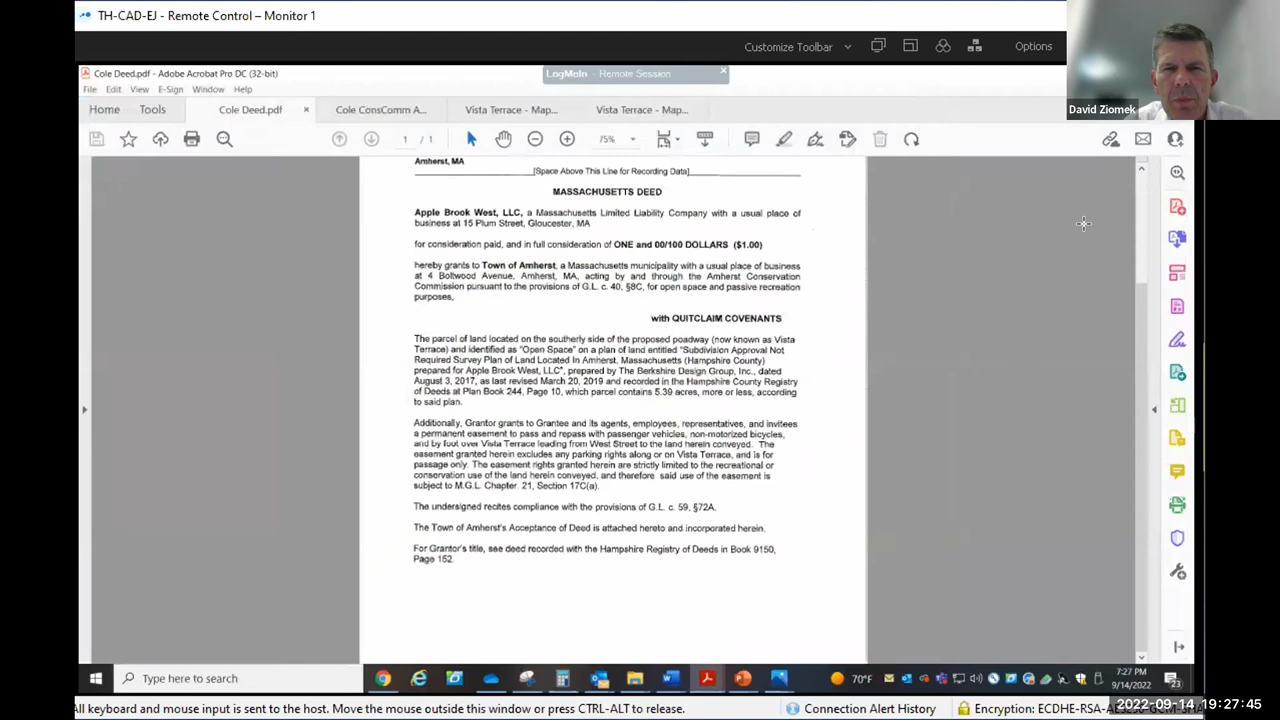 TH-CAD-EJ - Remote Control – Monitor 1
Customize Toolbar
Options
David Ziomek
Cole Deed.pdf - Adobe Acrobat Pro DC (32-bit)
LogMeIn - Remote Session
File Edit View E-Sign Window Help
Home Tools Cole Deed.pdf × Cole ConsComm A... Vista Terrace - Map... Vista Terrace - Map...
1 / 1 75%
Amherst, MA
[Space Above This Line for Recording Data]
MASSACHUSETTS DEED
Apple Brook West, LLC, a Massachusetts Limited Liability Company with a usual place of
business at 15 Plum Street, Gloucester, MA
for consideration paid, and in full consideration of ONE and 00/100 DOLLARS ($1.00)
hereby grants to Town of Amherst, a Massachusetts municipality with a usual place of business
at 4 Boltwood Avenue, Amherst, MA, acting by and through the Amherst Conservation
Commission pursuant to the provisions of G.L. c. 40, §8C, for open space and passive recreation
purposes,
with QUITCLAIM COVENANTS
The parcel of land located on the southerly side of the proposed roadway (now known as Vista
Terrace) and identified as "Open Space" on a plan of land entitled "Subdivision Approval Not
Required Survey Plan of Land Located In Amherst, Massachusetts (Hampshire County)
prepared for Apple Brook West, LLC", prepared by The Berkshire Design Group, Inc., dated
August 3, 2017, as last revised March 20, 2019 and recorded in the Hampshire County Registry
of Deeds at Plan Book 244, Page 10, which parcel contains 5.39 acres, more or less, according
to said plan.
Additionally, Grantor grants to Grantee and its agents, employees, representatives, and invitees
a permanent easement to pass and repass with passenger vehicles, non-motorized bicycles,
and by foot over Vista Terrace leading from West Street to the land herein conveyed. The
easement granted herein excludes any parking rights along or on Vista Terrace, and is for
passage only. The easement rights granted herein are strictly limited to the recreational or
conservation use of the land herein conveyed, and therefore said use of the easement is
subject to M.G.L. Chapter. 21, Section 17C(a).
The undersigned recites compliance with the provisions of G.L. c. 59, §72A.
The Town of Amherst's Acceptance of Deed is attached hereto and incorporated herein.
For Grantor's title, see deed recorded with the Hampshire Registry of Deeds in Book 9150,
Page 152.
Type here to search
70°F
7:27 PM
9/14/2022
23
All keyboard and mouse input is sent to the host. Move the mouse outside this window or press CTRL-ALT to release.
Connection Alert History
Encryption: ECDHE-RSA-
2022-09-14 19:27:45